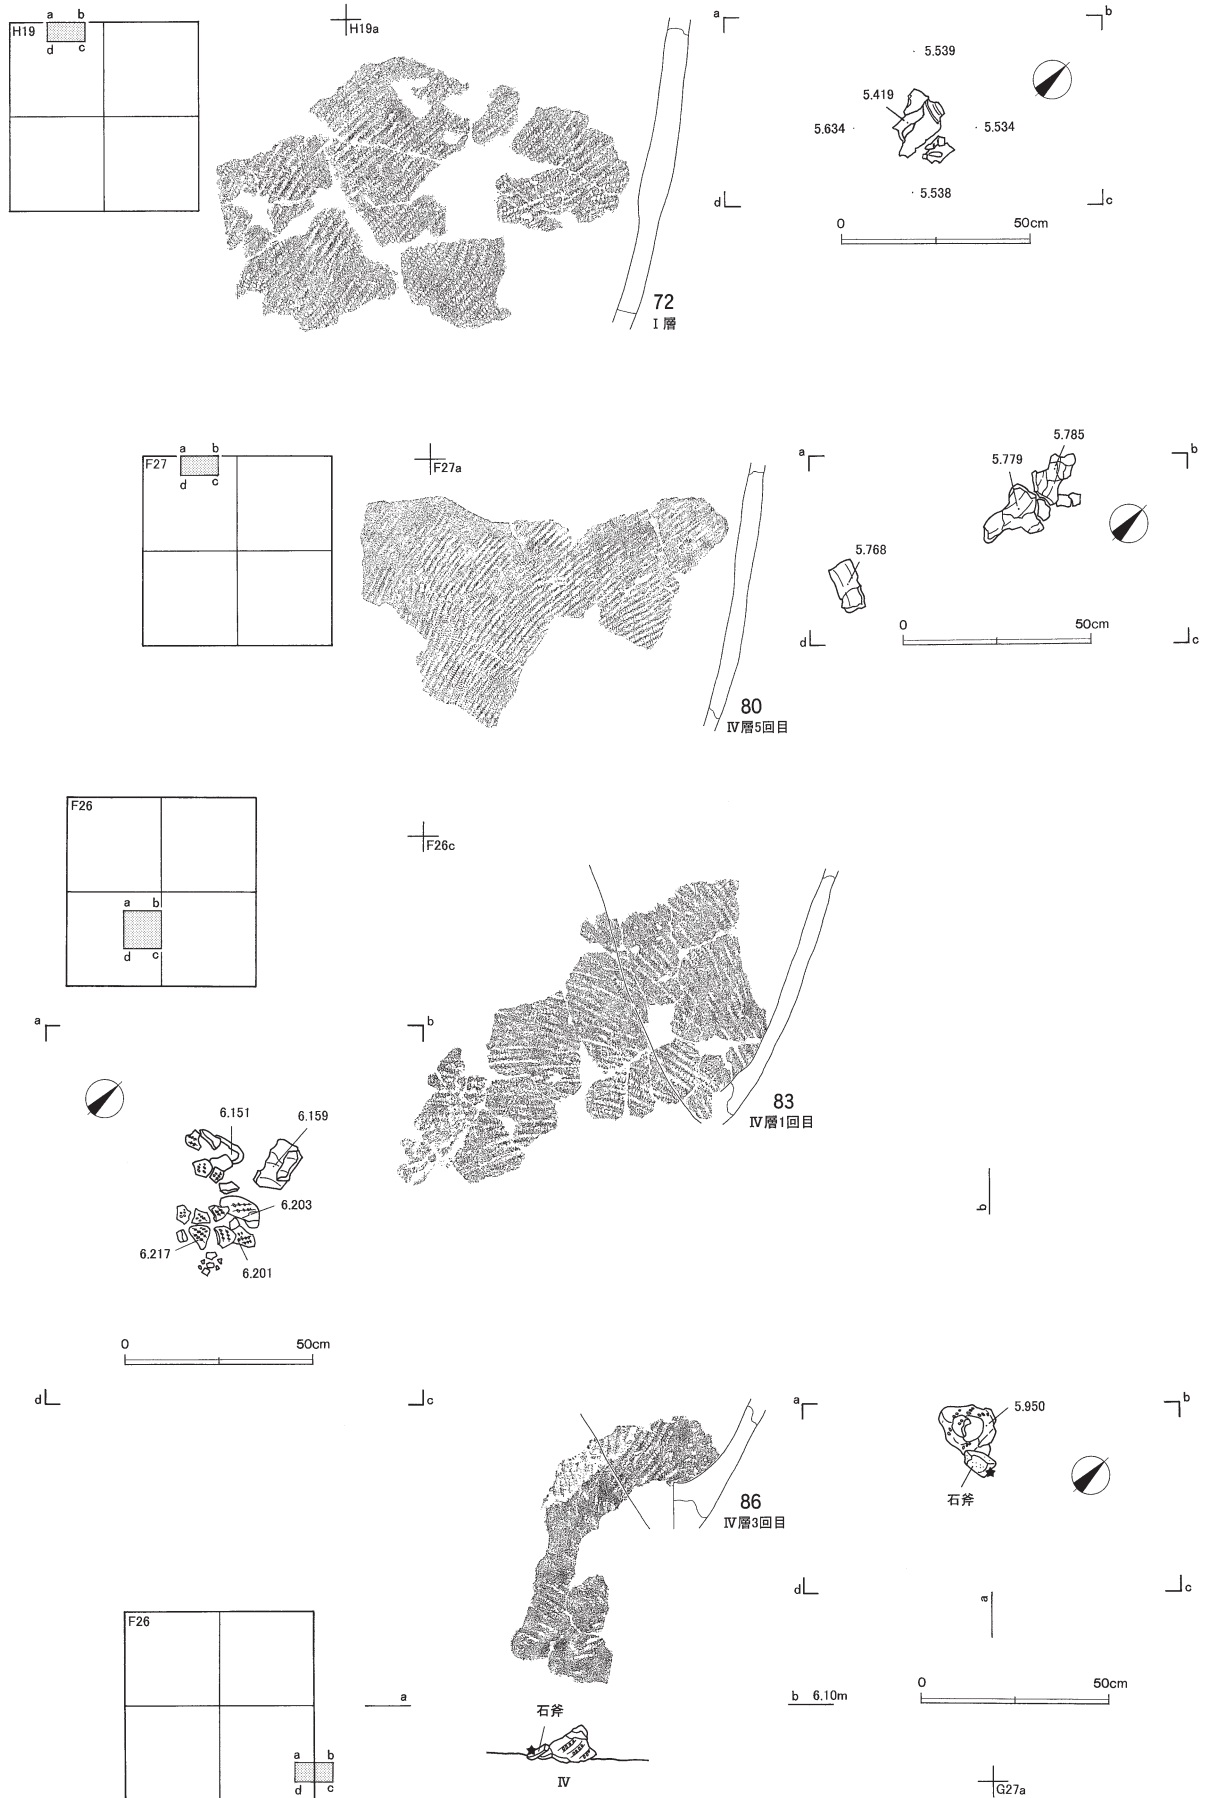 H19
a b
d c
H19a
72
I 層
a b
5.539
5.419
5.634 5.534
5.538
d c
0 50cm
F27
a b
d c
F27a
80
Ⅳ層5回目
a b
5.785
5.779
5.768
0 50cm
d c
F26
a b
d c
F26c
83
Ⅳ層1回目
a b
6.151
6.159
6.203
6.217
6.201
0 50cm
d c
b
86
Ⅳ層3回目
a b
5.950
石斧
d c
a
0 50cm
F26
a b
d c
a
b 6.10m
石斧
Ⅳ
G27a